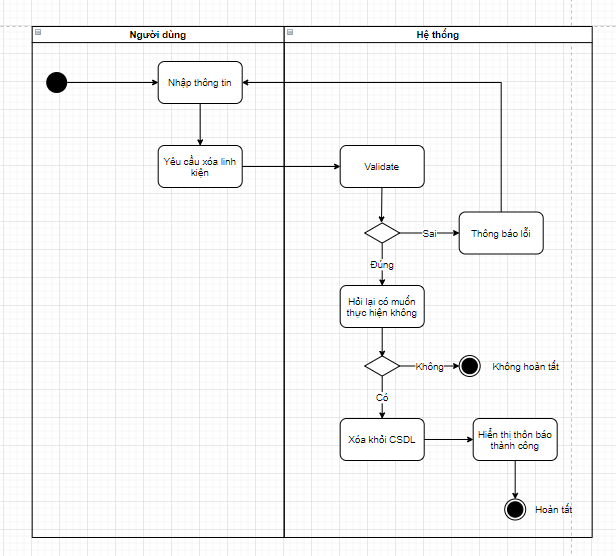 Người dùng
Hệ thống
Nhập thông tin
Yêu cầu xóa linh
kiện
Validate
Sai
Thông báo lỗi
Đúng
Hỏi lại có muốn
thực hiện không
Không
Không hoàn tất
Có
Xóa khỏi CSDL
Hiển thị thôn báo
thành công
Hoàn tất